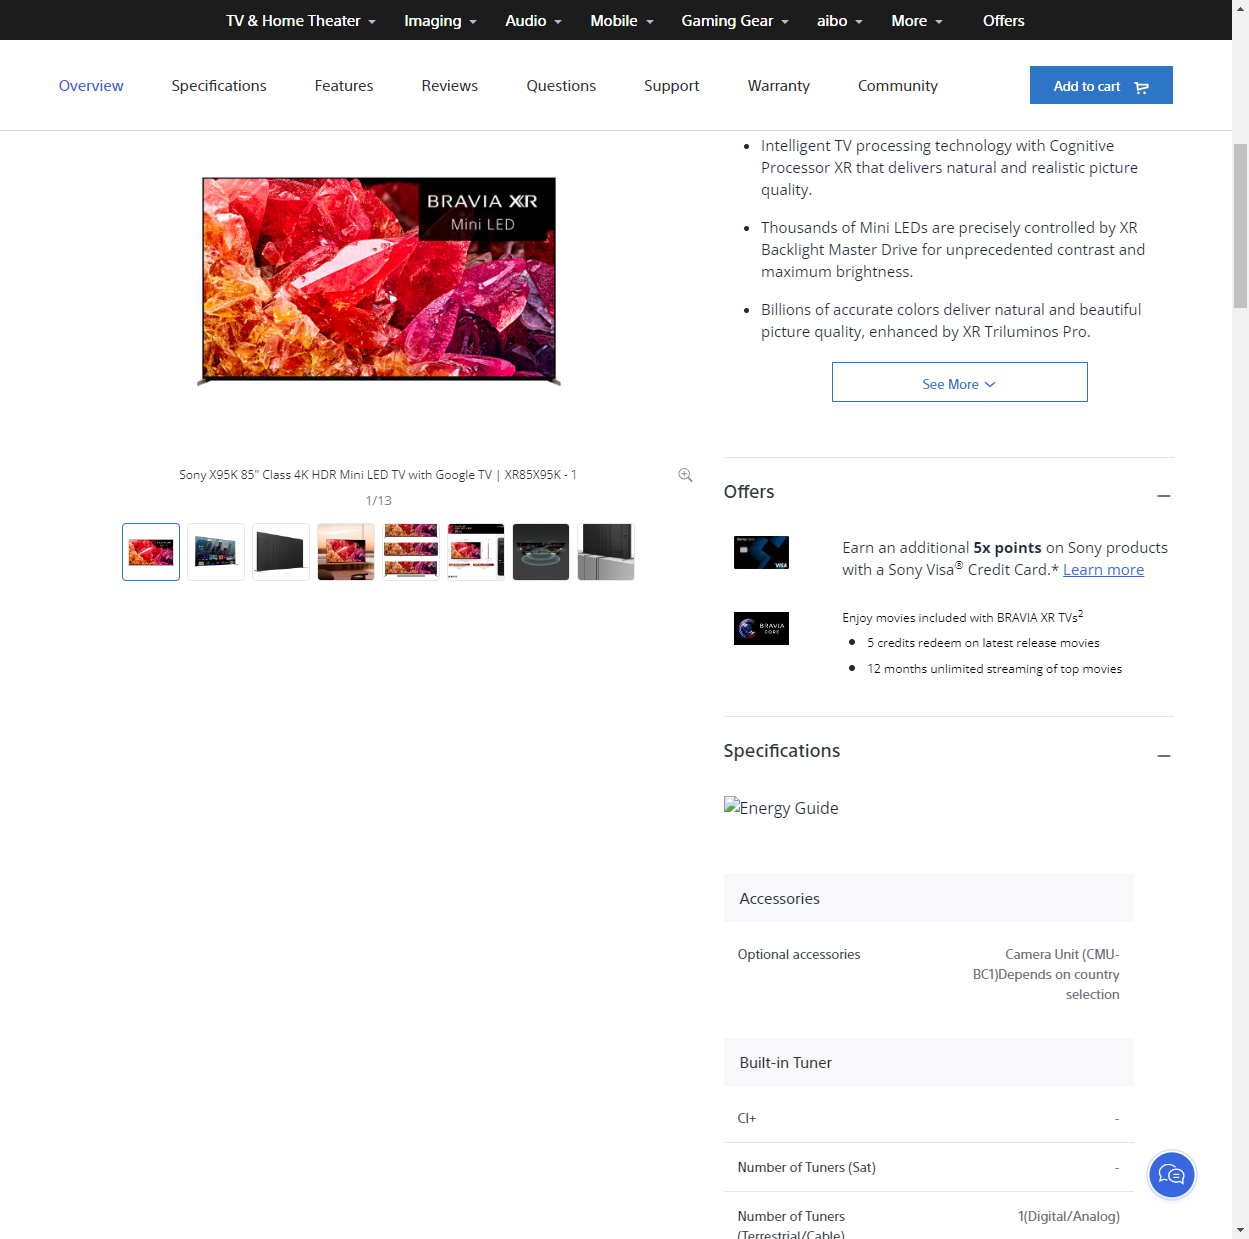 TV & Home Theater
Imaging
Audio
Mobile
Gaming Gear
aibo
More
Offers
Overview
Specifications
Features
Reviews
Questions
Support
Warranty
Community
Add to cart
BRAVIA XR
Mini LED
Sony X95K 85" Class 4K HDR Mini LED TV with Google TV | XR85X95K - 1
1/13
Intelligent TV processing technology with Cognitive
Processor XR that delivers natural and realistic picture
quality.
Thousands of Mini LEDs are precisely controlled by XR
Backlight Master Drive for unprecedented contrast and
maximum brightness.
Billions of accurate colors deliver natural and beautiful
picture quality, enhanced by XR Triluminos Pro.
See More
Offers
VISA
Earn an additional 5x points on Sony products
with a Sony Visa® Credit Card.* Learn more
BRAVIA
CORE
Enjoy movies included with BRAVIA XR TVs2
5 credits redeem on latest release movies
12 months unlimited streaming of top movies
Specifications
Energy Guide
Accessories
Optional accessories
Camera Unit (CMU-
BC1)Depends on country
selection
Built-in Tuner
CI+
-
Number of Tuners (Sat)
-
Number of Tuners
(Terrestrial/Cable)
1(Digital/Analog)